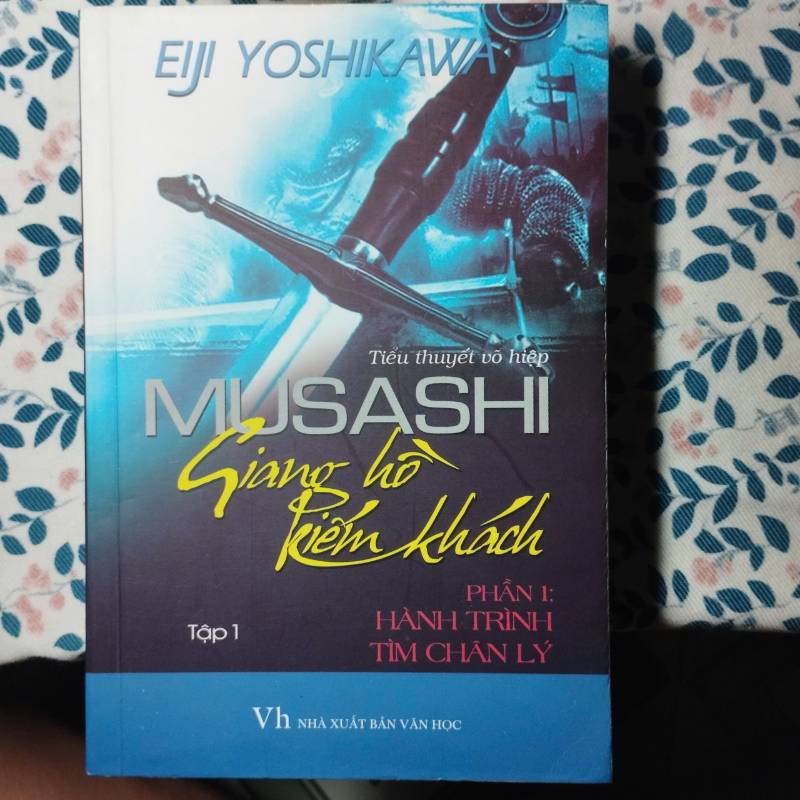 EIJI YOSHIKAWA
Tiểu thuyết võ hiệp
MUSASHI
Giang hồ
kiếm khách
PHẦN 1:
HÀNH TRÌNH
TÌM CHÂN LÝ
Tập 1
Vh NHÀ XUẤT BẢN VĂN HỌC